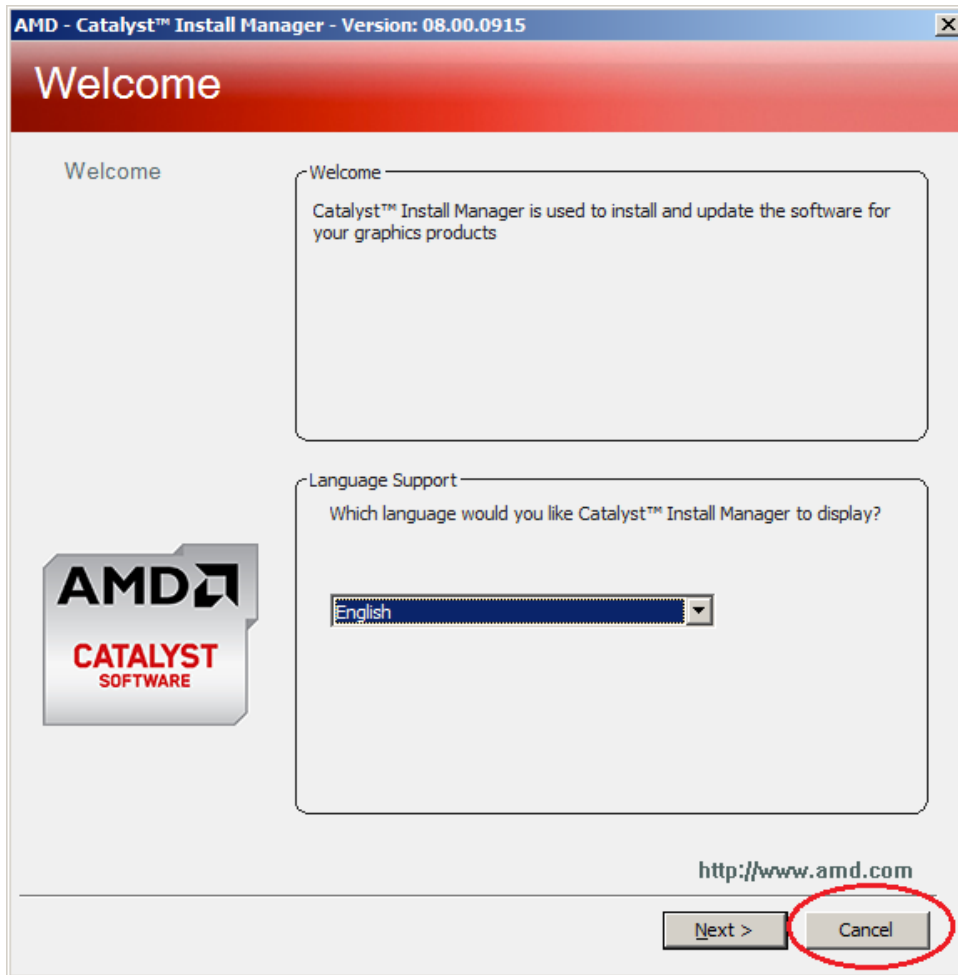 AMD - Catalyst™ Install Manager - Version: 08.00.0915
Welcome
Welcome
Welcome
Catalyst™ Install Manager is used to install and update the software for
your graphics products
Language Support
Which language would you like Catalyst™ Install Manager to display?
English
AMD
CATALYST
SOFTWARE
http://www.amd.com
Next >
Cancel